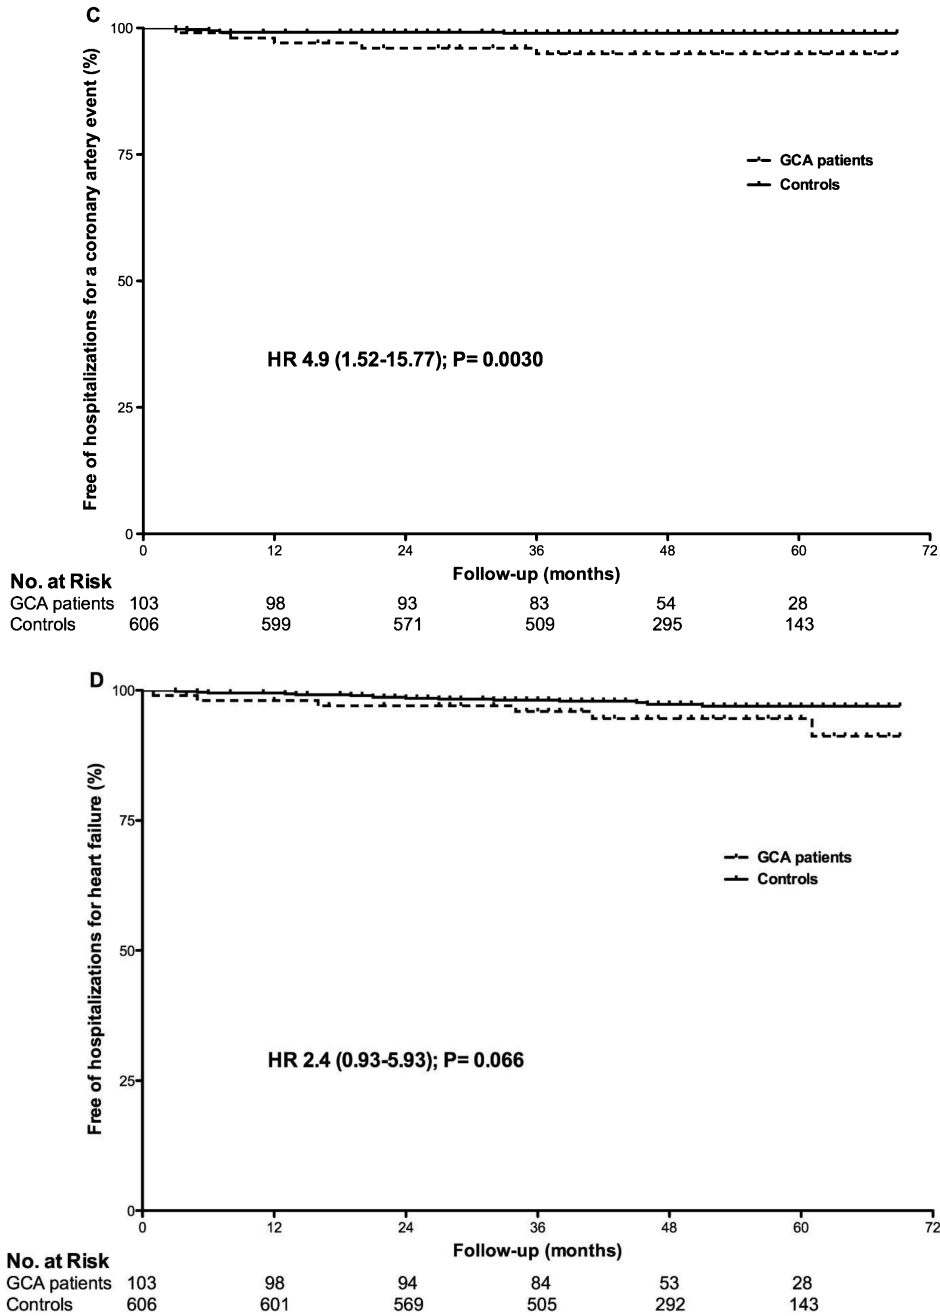 C
Free of hospitalizations for a coronary artery event (%)
100
75
50
25
0
GCA patients
Controls
HR 4.9 (1.52-15.77); P= 0.0030
0 12 24 36 48 60 72
Follow-up (months)
No. at Risk
GCA patients 103 98 93 83 54 28
Controls 606 599 571 509 295 143
D
Free of hospitalizations for heart failure (%)
100
75
50
25
0
GCA patients
Controls
HR 2.4 (0.93-5.93); P= 0.066
0 12 24 36 48 60 72
Follow-up (months)
No. at Risk
GCA patients 103 98 94 84 53 28
Controls 606 601 569 505 292 143